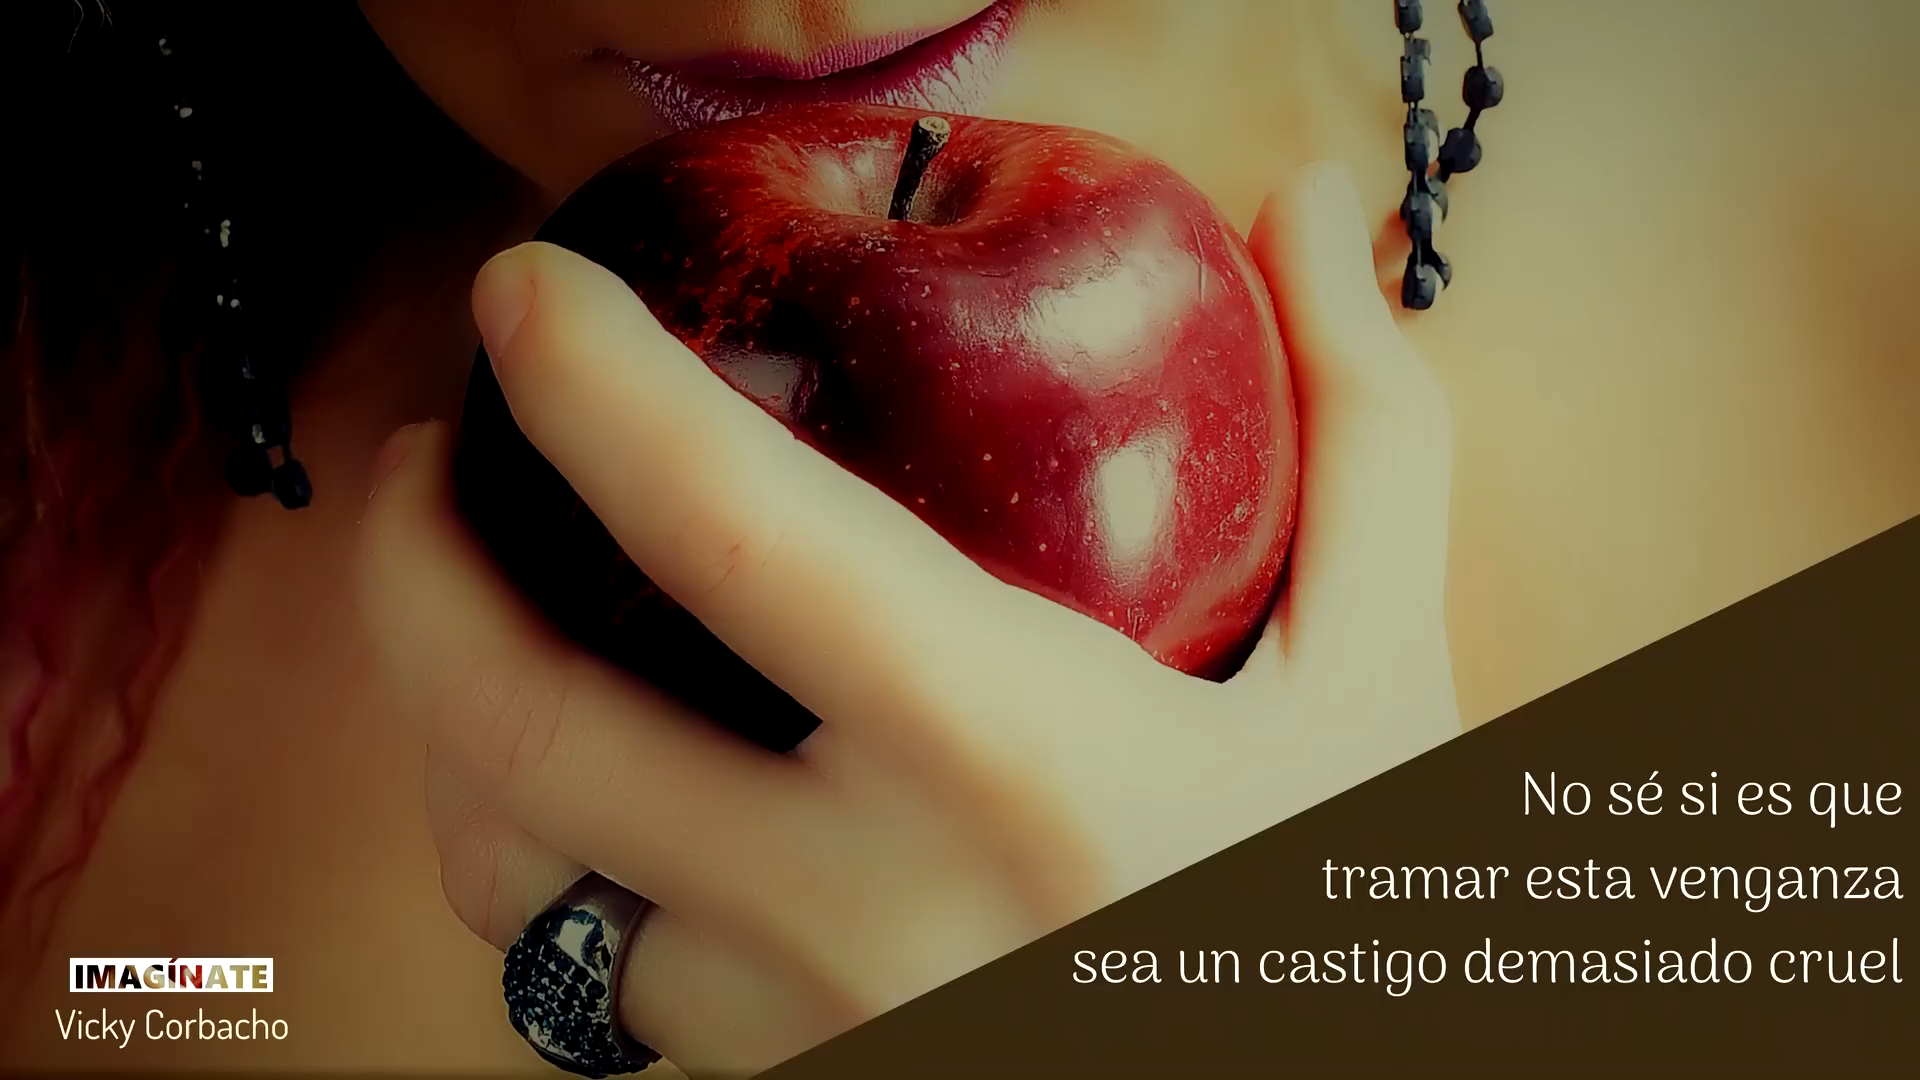 No sé si es que
tramar esta venganza
sea un castigo demasiado cruel
IMAGÍNATE
Vicky Corbacho